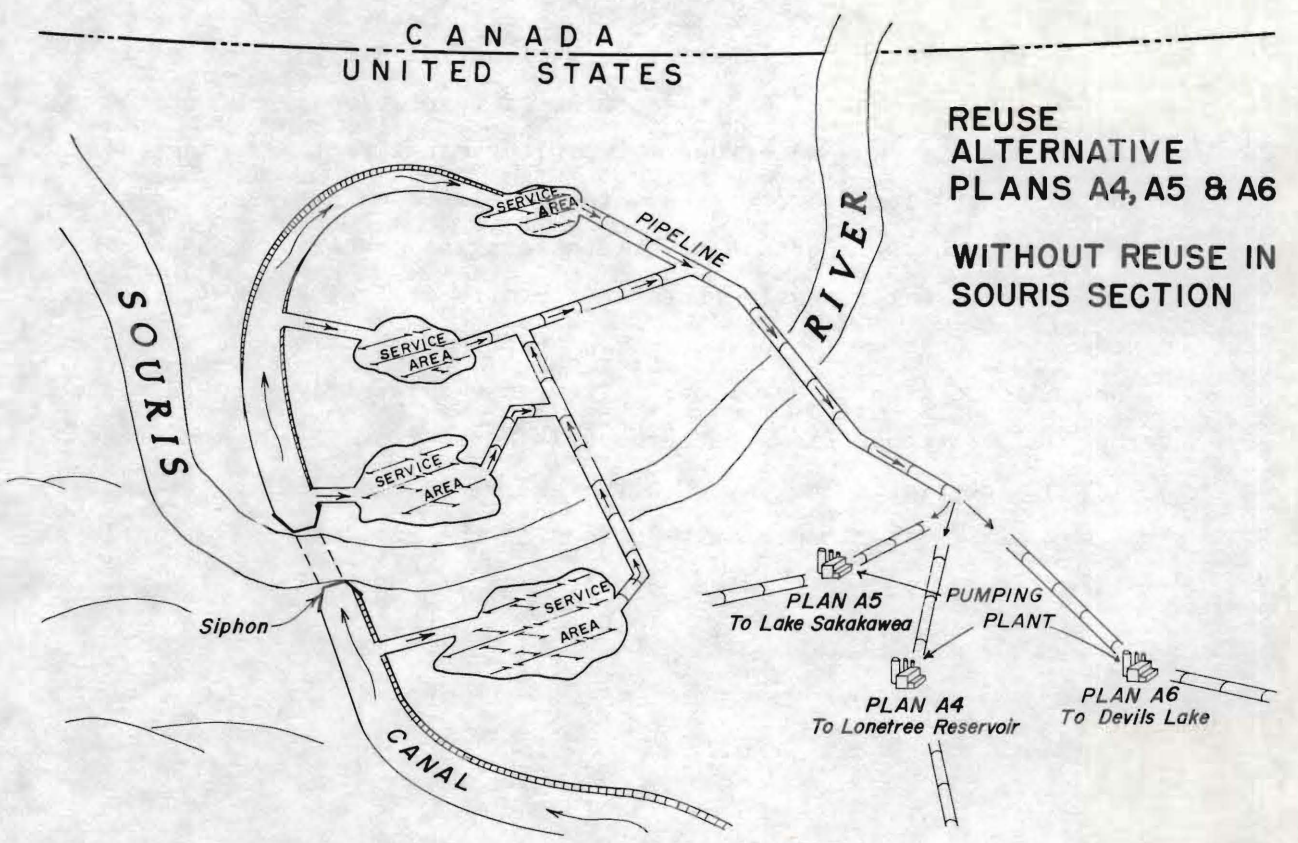 CANADA
UNITED STATES
REUSE
ALTERNATIVE
PLANS A4, A5 & A6
WITHOUT REUSE IN
SOURIS SECTION
SERVICE
AREA
PIPELINE
RIVER
SOURIS
SERVICE
AREA
SERVICE
AREA
SERVICE
AREA
Siphon
CANAL
PLAN A5
To Lake Sakakawea
PUMPING
PLANT
PLAN A4
To Lonetree Reservoir
PLAN A6
To Devils Lake